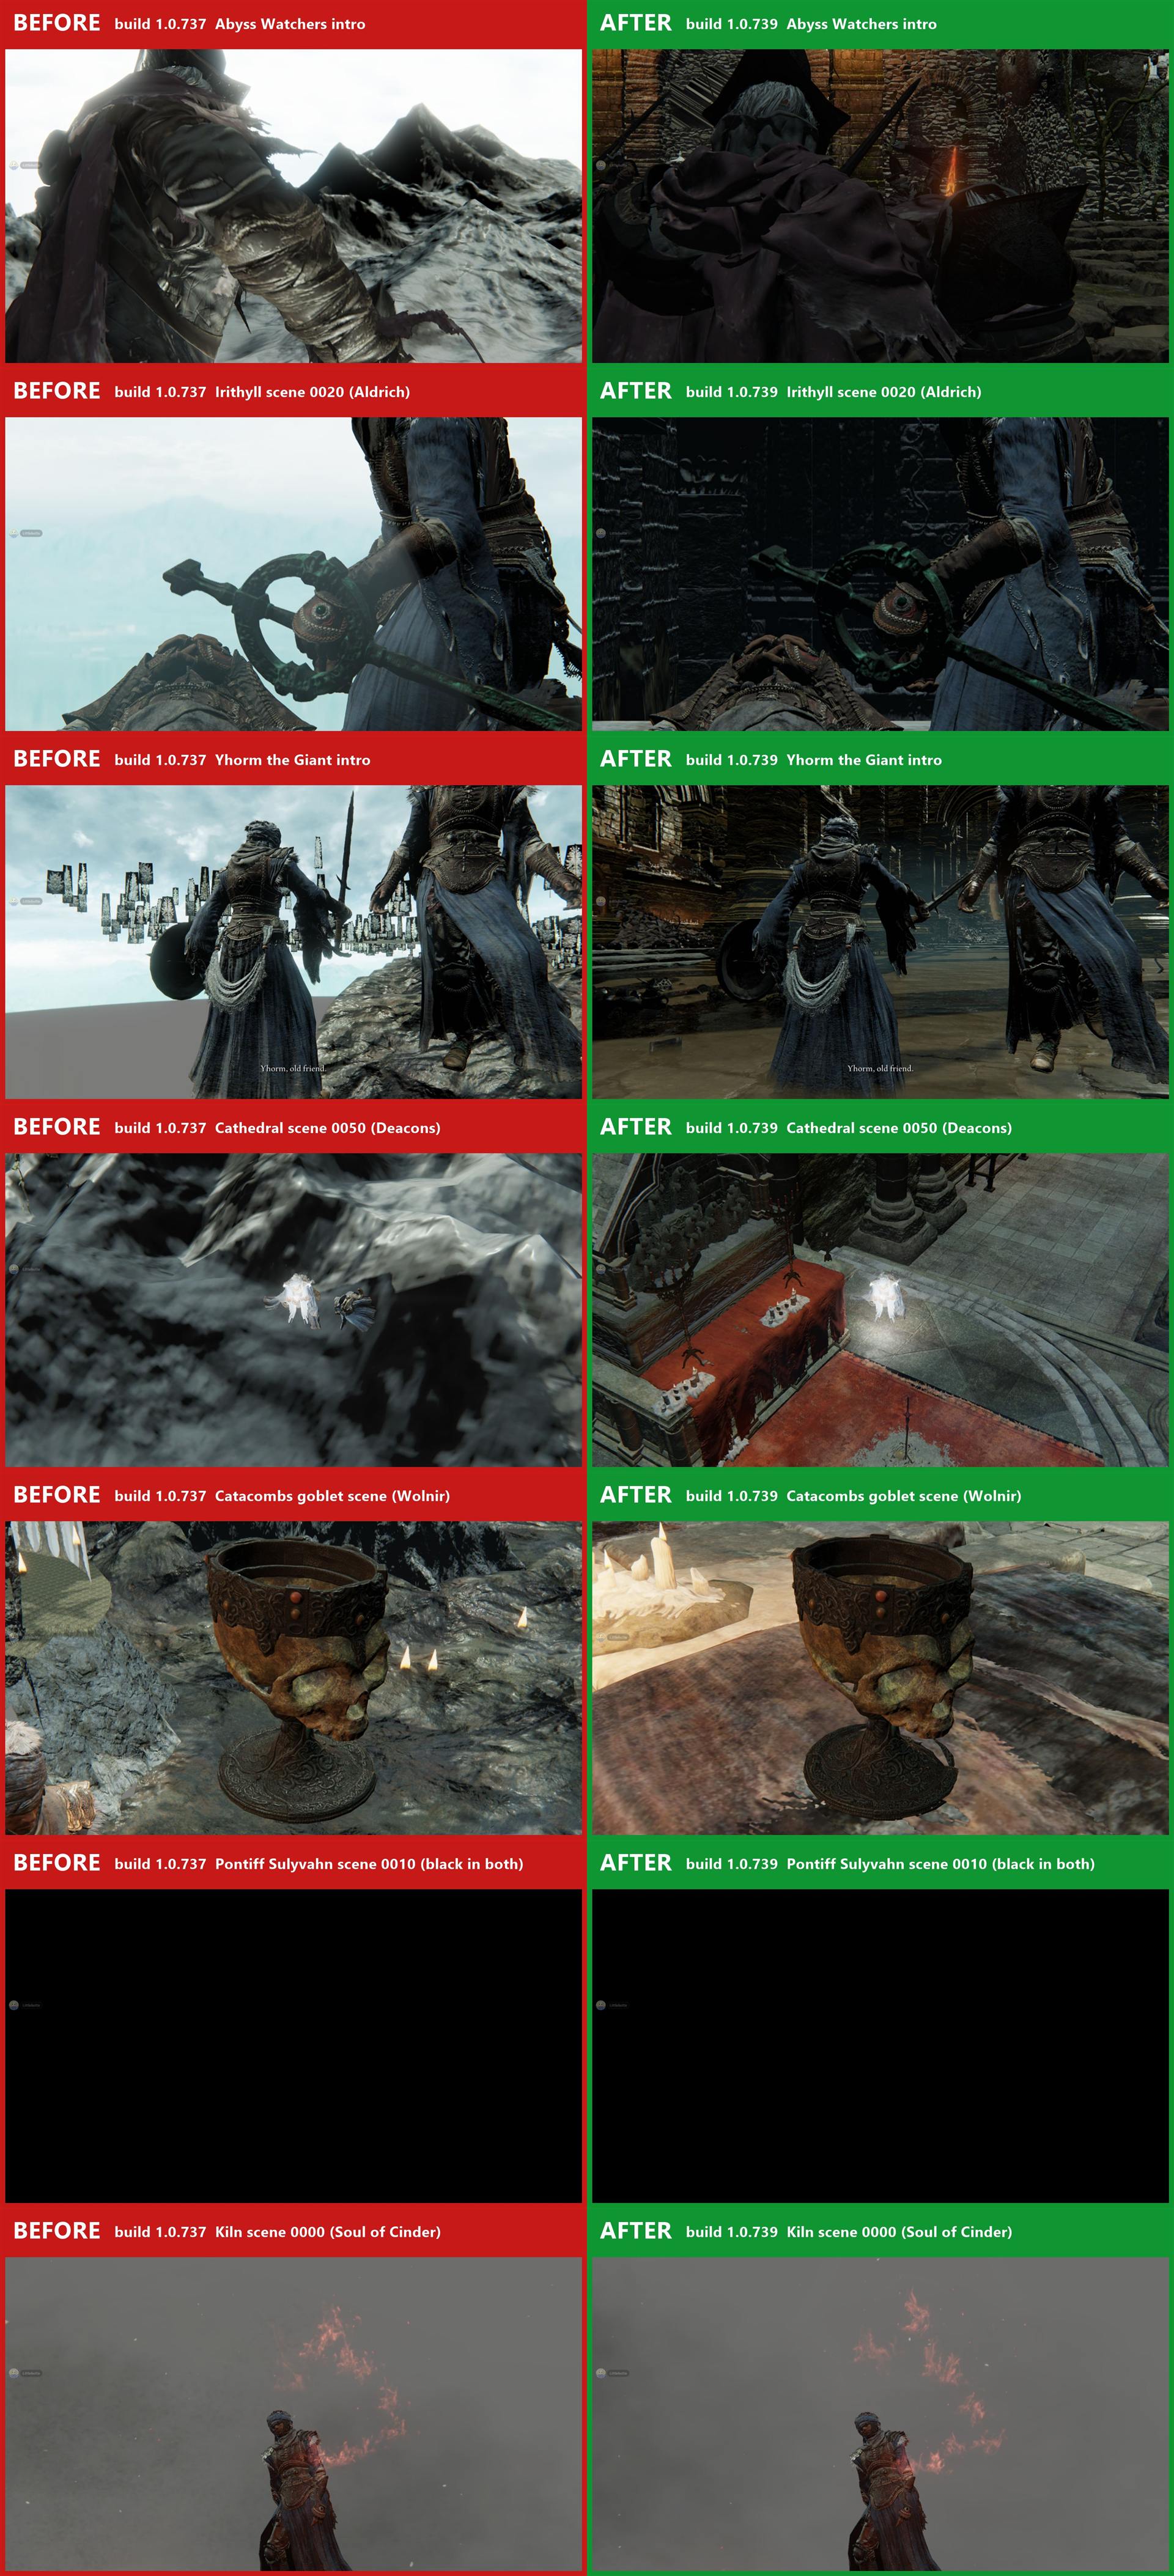 BEFORE build 1.0.737 Abyss Watchers intro
AFTER build 1.0.739 Abyss Watchers intro
BEFORE build 1.0.737 Irithyll scene 0020 (Aldrich)
AFTER build 1.0.739 Irithyll scene 0020 (Aldrich)
BEFORE build 1.0.737 Yhorm the Giant intro
AFTER build 1.0.739 Yhorm the Giant intro
Yhorm, old friend.
Yhorm, old friend.
BEFORE build 1.0.737 Cathedral scene 0050 (Deacons)
AFTER build 1.0.739 Cathedral scene 0050 (Deacons)
BEFORE build 1.0.737 Catacombs goblet scene (Wolnir)
AFTER build 1.0.739 Catacombs goblet scene (Wolnir)
BEFORE build 1.0.737 Pontiff Sulyvahn scene 0010 (black in both)
AFTER build 1.0.739 Pontiff Sulyvahn scene 0010 (black in both)
BEFORE build 1.0.737 Kiln scene 0000 (Soul of Cinder)
AFTER build 1.0.739 Kiln scene 0000 (Soul of Cinder)